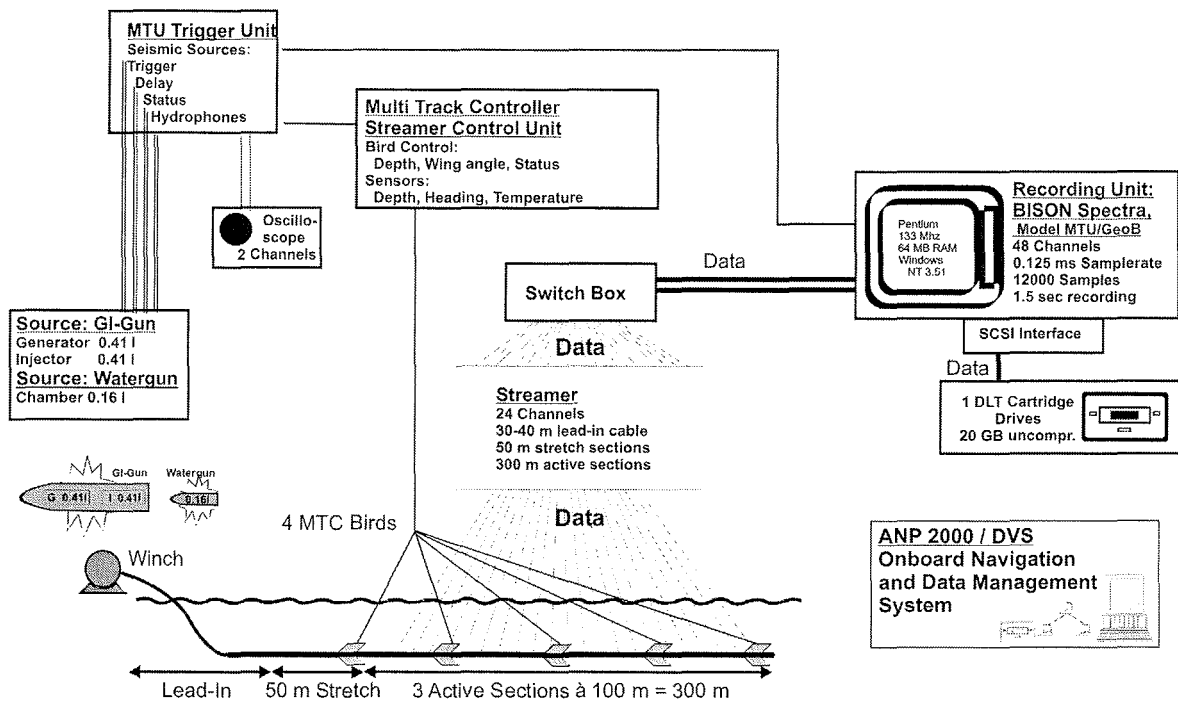 MTU Trigger Unit
Seismic Sources:
Trigger
Delay
Status
Hydrophones
Multi Track Controller
Streamer Control Unit
Bird Control:
Depth, Wing angle, Status
Sensors:
Depth, Heading, Temperature
Oscillo-
scope
2 Channels
Pentium
133 Mhz
64 MB RAM
Windows
NT 3.51
Recording Unit:
BISON Spectra,
Model MTU/GeoB
48 Channels
0.125 ms Samplerate
12000 Samples
1.5 sec recording
Data
Switch Box
Source: GI-Gun
Generator 0.41 l
Injector 0.41 l
Source: Watergun
Chamber 0.16 l
SCSI Interface
Data
Data
1 DLT Cartridge
Drives
20 GB uncompr.
Streamer
24 Channels
30-40 m lead-in cable
50 m stretch sections
300 m active sections
GI-Gun
Watergun
G 0.41l
I 0.41l
0.16l
Data
4 MTC Birds
ANP 2000 / DVS
Onboard Navigation
and Data Management
System
Winch
Lead-In
50 m Stretch
3 Active Sections à 100 m = 300 m